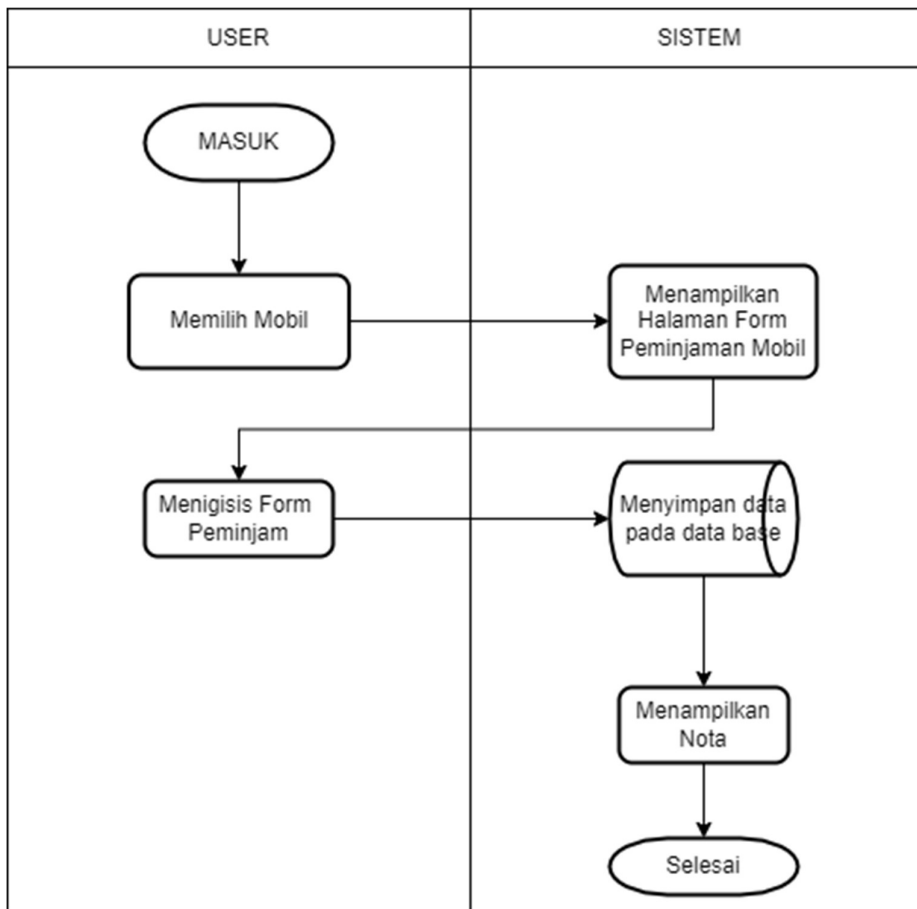 USER
SISTEM
MASUK
Memilih Mobil
Menampilkan
Halaman Form
Peminjaman Mobil
Menigisis Form
Peminjam
Menyimpan data
pada data base
Menampilkan
Nota
Selesai